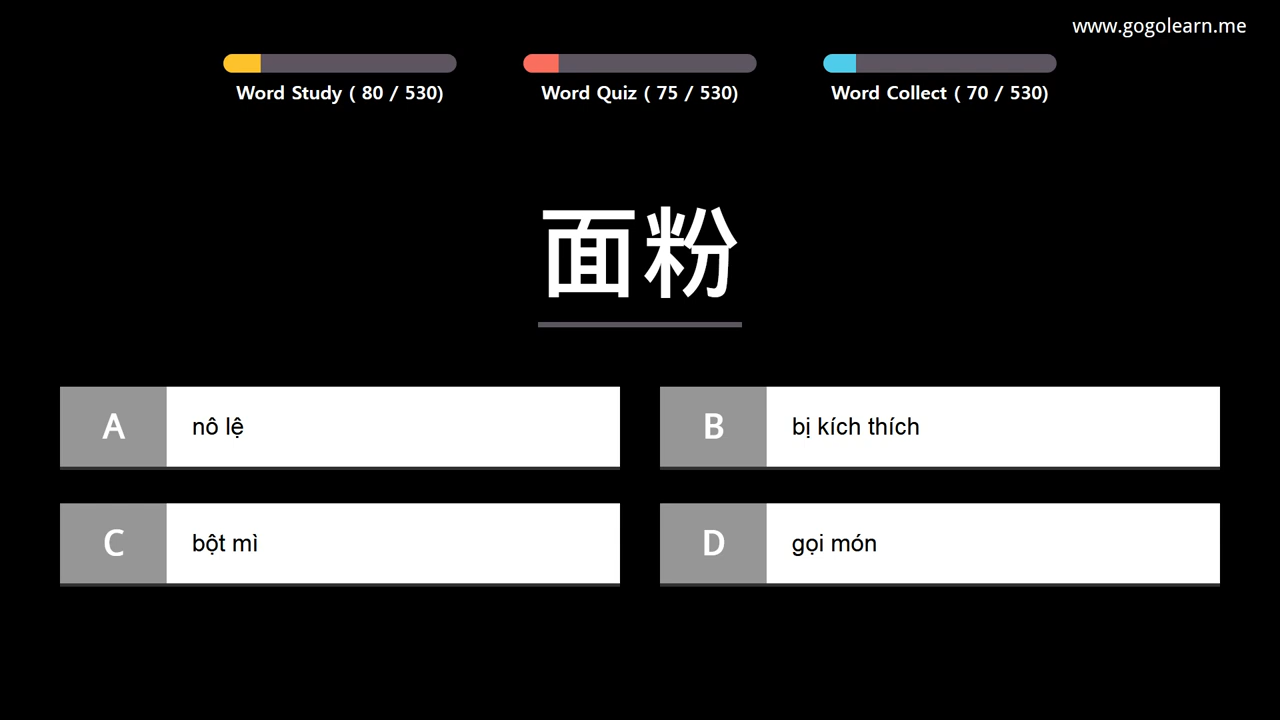 www.gogolearn.me
Word Study ( 80 / 530)
Word Quiz ( 75 / 530)
Word Collect ( 70 / 530)
面粉
A nô lệ
B bị kích thích
C bột mì
D gọi món